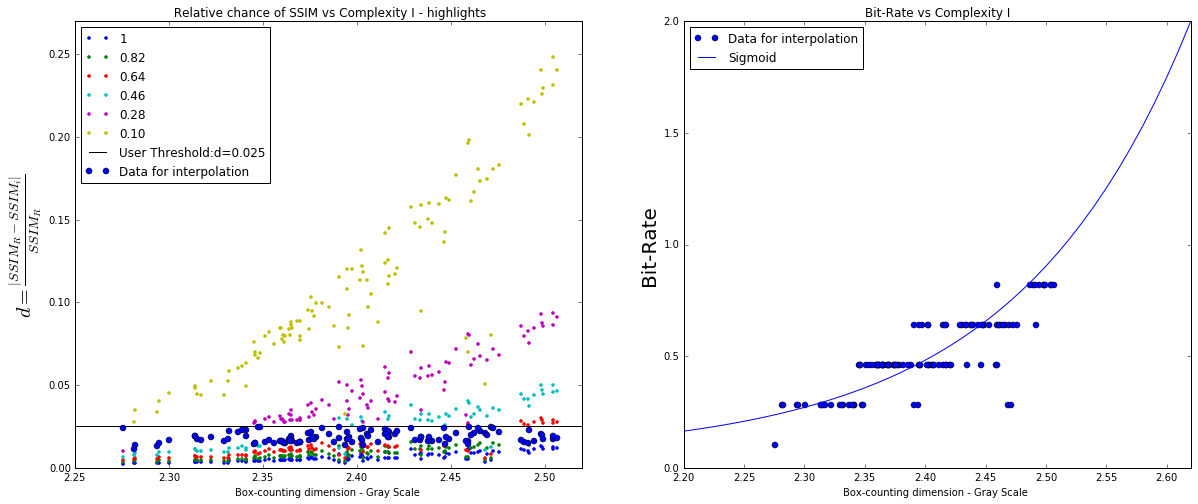 Relative chance of SSIM vs Complexity I - highlights
1
0.82
0.64
0.46
0.28
0.10
User Threshold:d=0.025
Data for interpolation
0.25
0.20
0.15
0.10
0.05
0.00
d = |SSIM_R − SSIM_i| / SSIM_R
2.25 2.30 2.35 2.40 2.45 2.50
Box-counting dimension - Gray Scale
Bit-Rate vs Complexity I
Data for interpolation
Sigmoid
2.0
1.5
1.0
0.5
0.0
Bit-Rate
2.20 2.25 2.30 2.35 2.40 2.45 2.50 2.55 2.60
Box-counting dimension - Gray Scale